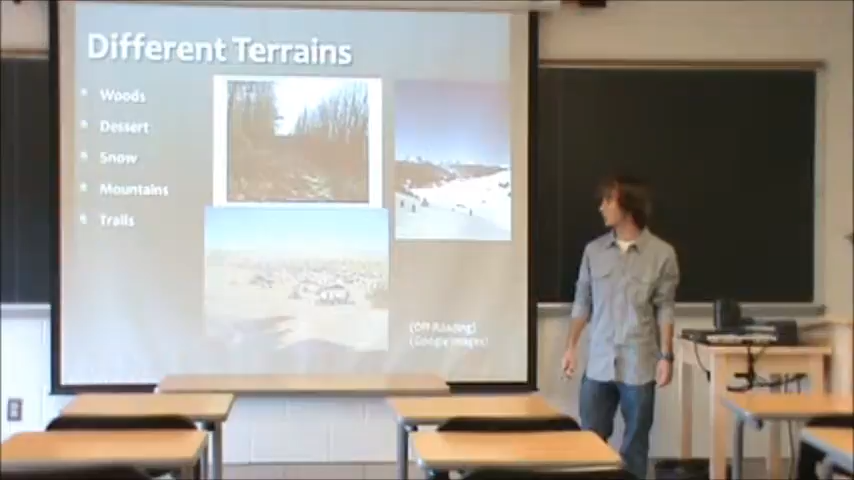 Different Terrains
Woods
Dessert
Snow
Mountains
Trails
(Off Roading)
(Google Images)